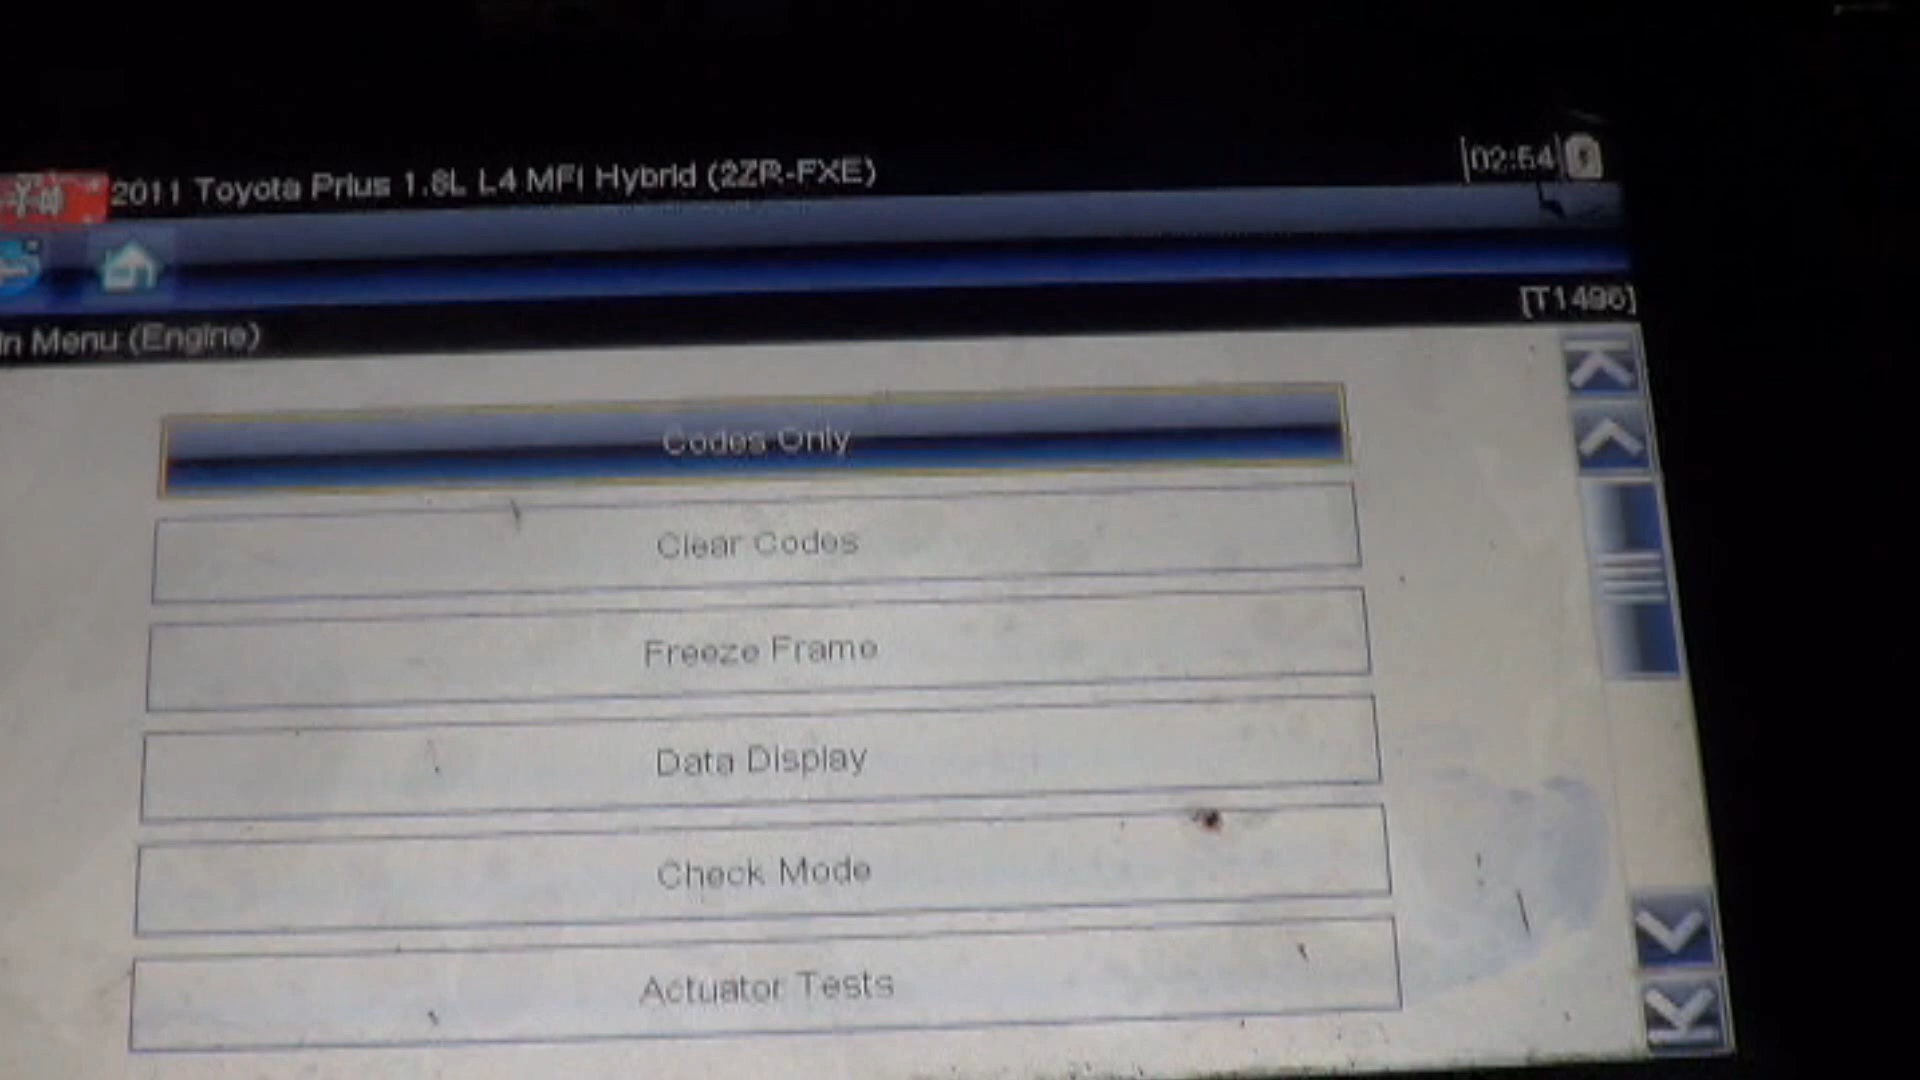 2011 Toyota Prius 1.8L L4 MFI Hybrid (2ZR-FXE)
02:54
[T1496]
in Menu (Engine)
Codes Only
Clear Codes
Freeze Frame
Data Display
Check Mode
Actuator Tests